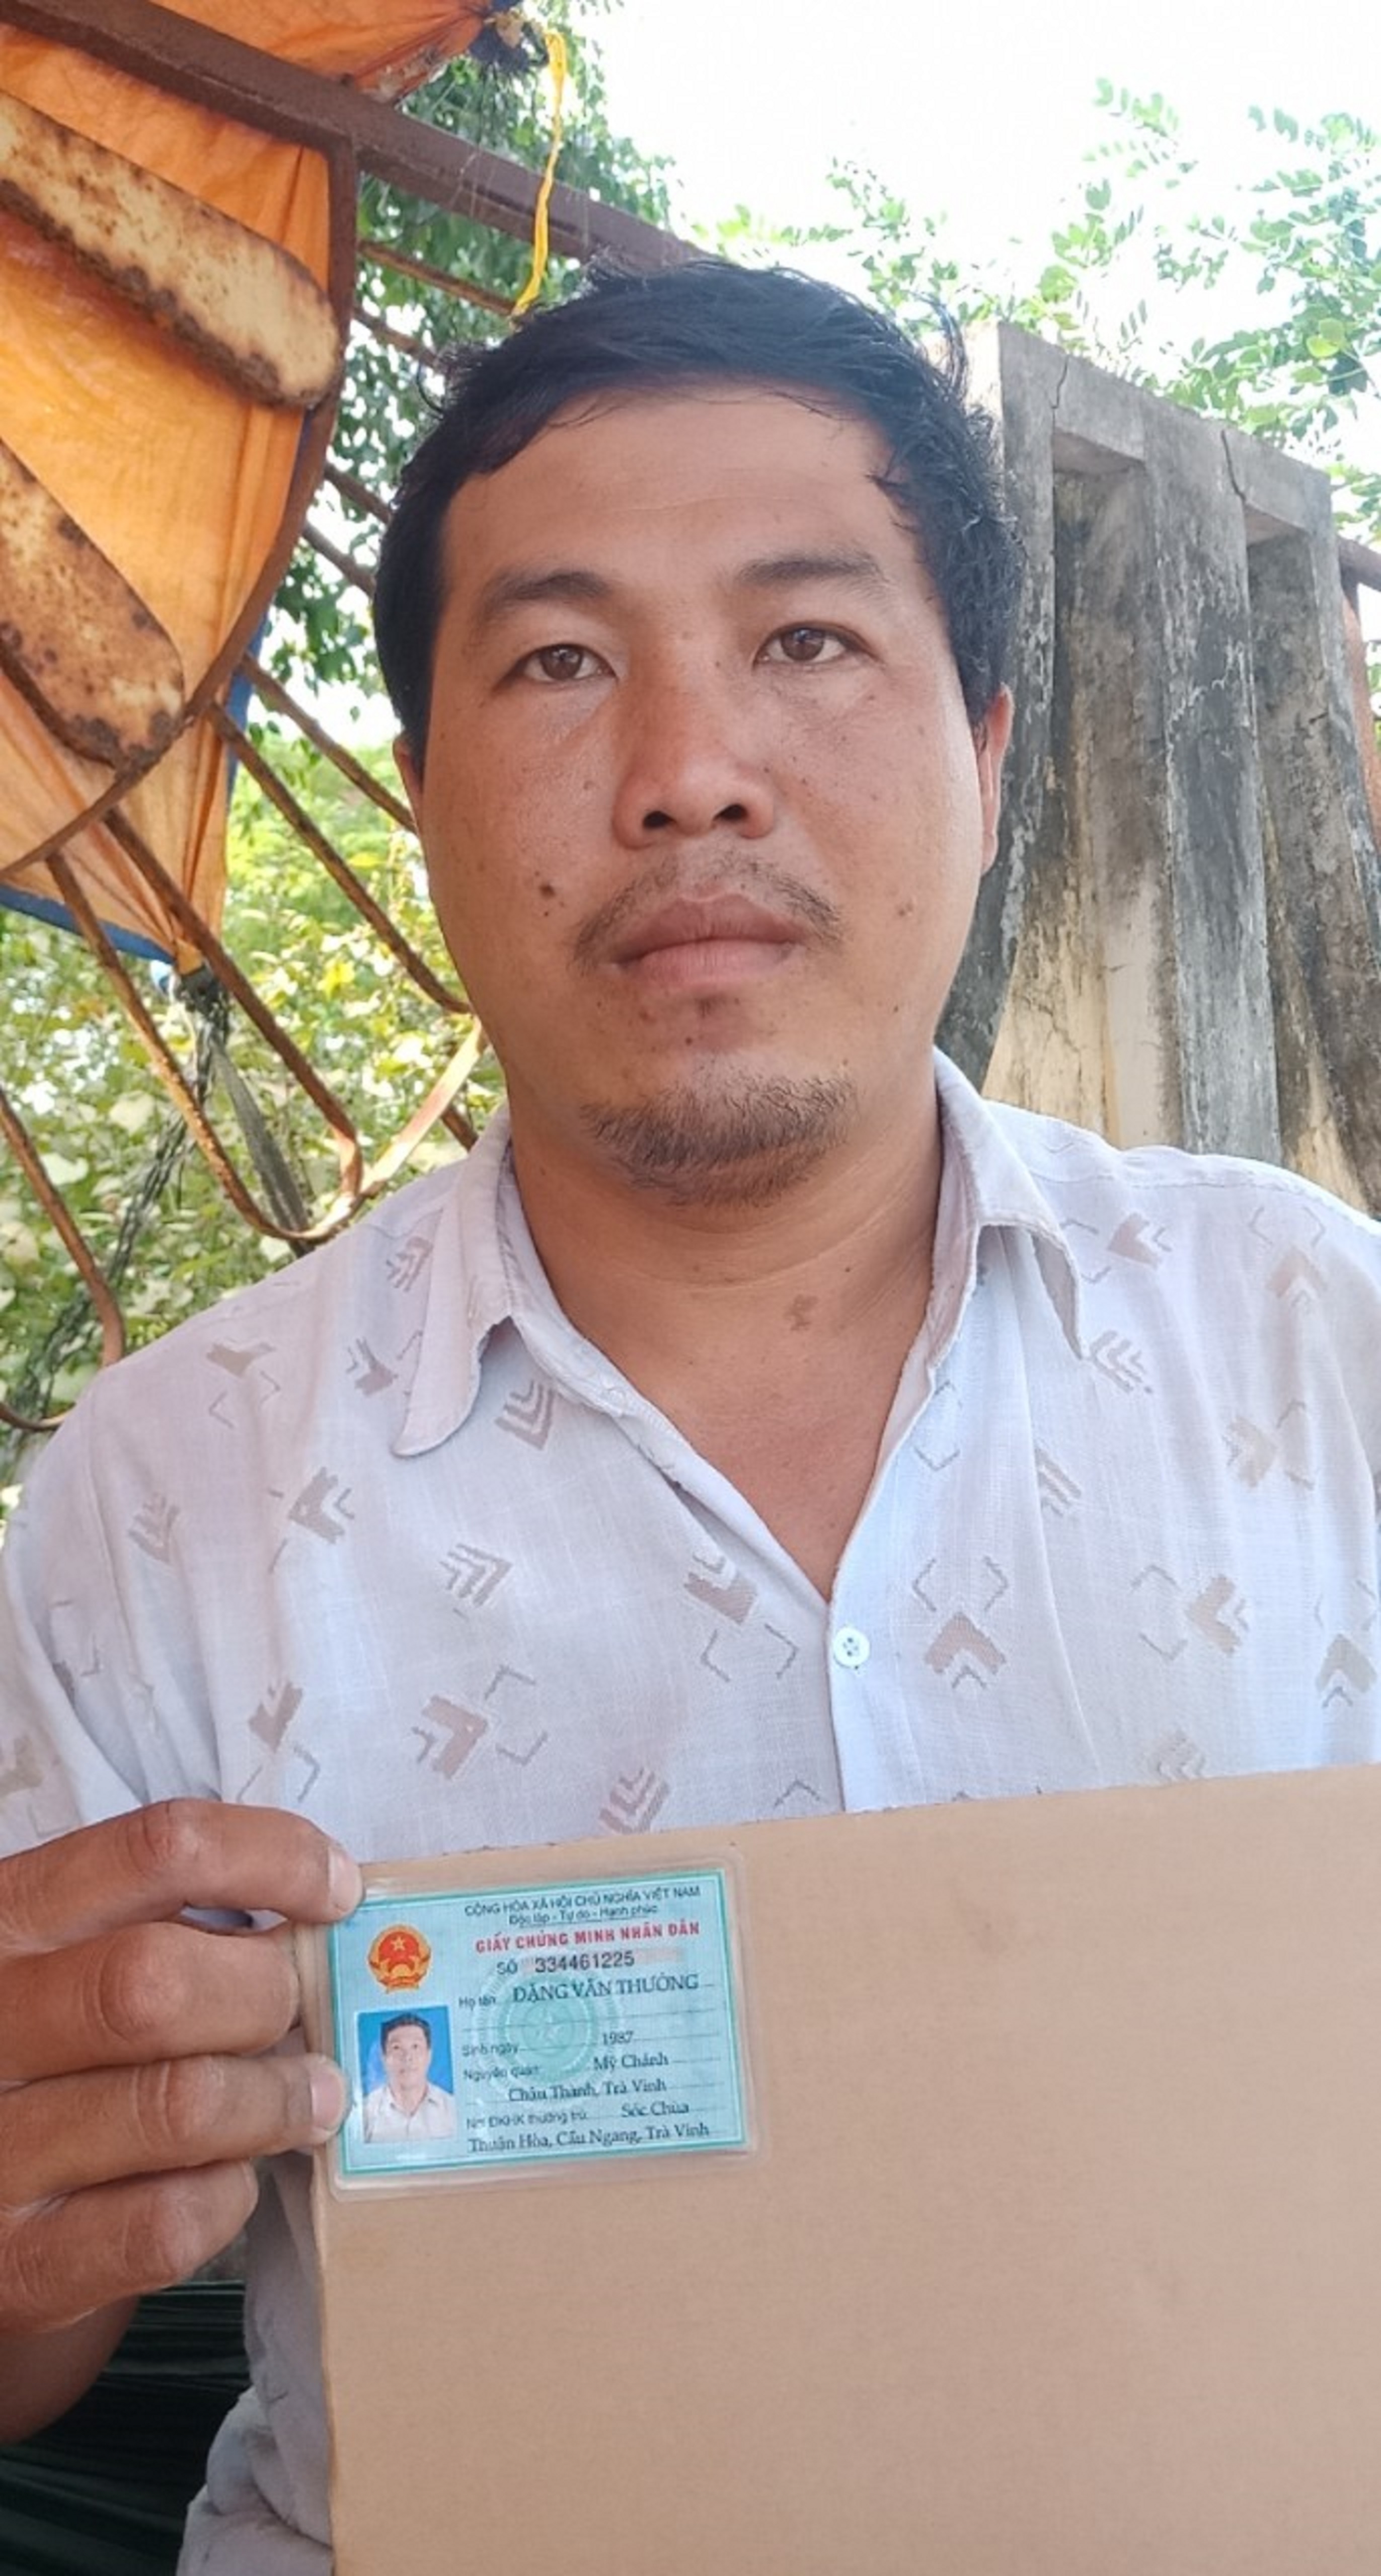 CỘNG HÒA XÃ HỘI CHỦ NGHĨA VIỆT NAM
Độc lập - Tự do - Hạnh phúc
GIẤY CHỨNG MINH NHÂN DÂN
SỐ 334461225
Họ tên ĐẶNG VĂN THƯỜNG
Sinh ngày 1987
Nguyên quán Mỹ Chánh
Châu Thành, Trà Vinh
Nơi ĐKHK thường trú Sóc Chùa
Thuận Hòa, Cầu Ngang, Trà Vinh